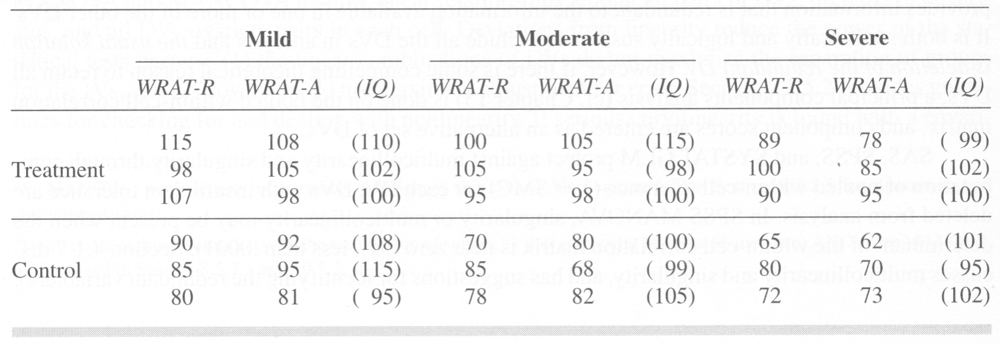 Mild Moderate Severe
WRAT-R WRAT-A (IQ) WRAT-R WRAT-A (IQ) WRAT-R WRAT-A (IQ)
115 108 (110) 100 105 (115) 89 78 ( 99)
Treatment 98 105 (102) 105 95 ( 98) 100 85 (102)
107 98 (100) 95 98 (100) 90 95 (100)
90 92 (108) 70 80 (100) 65 62 (101
Control 85 95 (115) 85 68 ( 99) 80 70 ( 95)
80 81 ( 95) 78 82 (105) 72 73 (102)